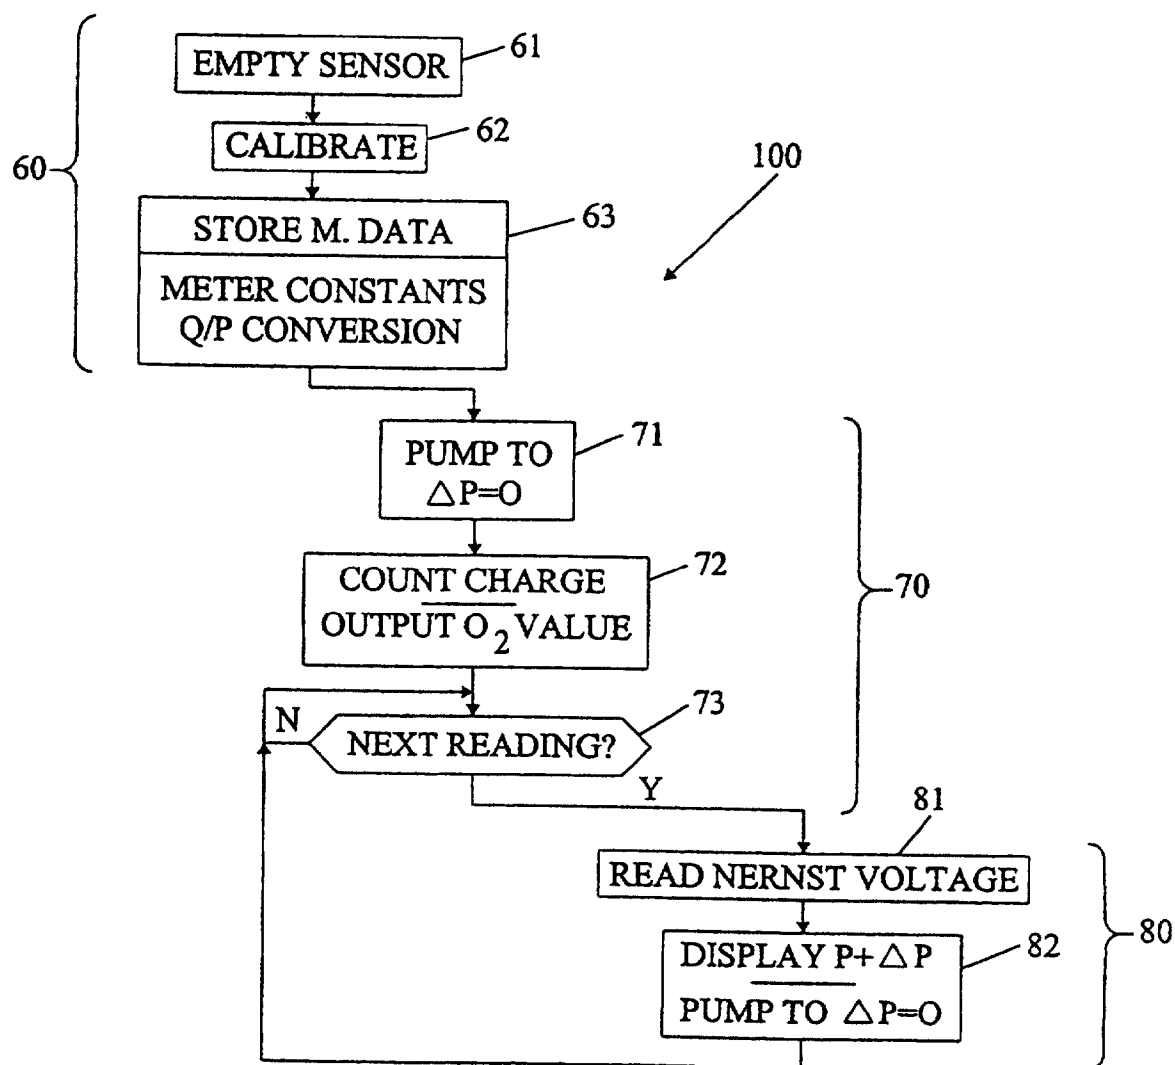 EMPTY SENSOR
61
CALIBRATE
62
60
100
STORE M. DATA
63
METER CONSTANTS
Q/P CONVERSION
PUMP TO
△P=O
71
COUNT CHARGE
72
OUTPUT O2 VALUE
70
N
NEXT READING?
73
Y
81
READ NERNST VOLTAGE
DISPLAY P+△P
82
80
PUMP TO △P=O